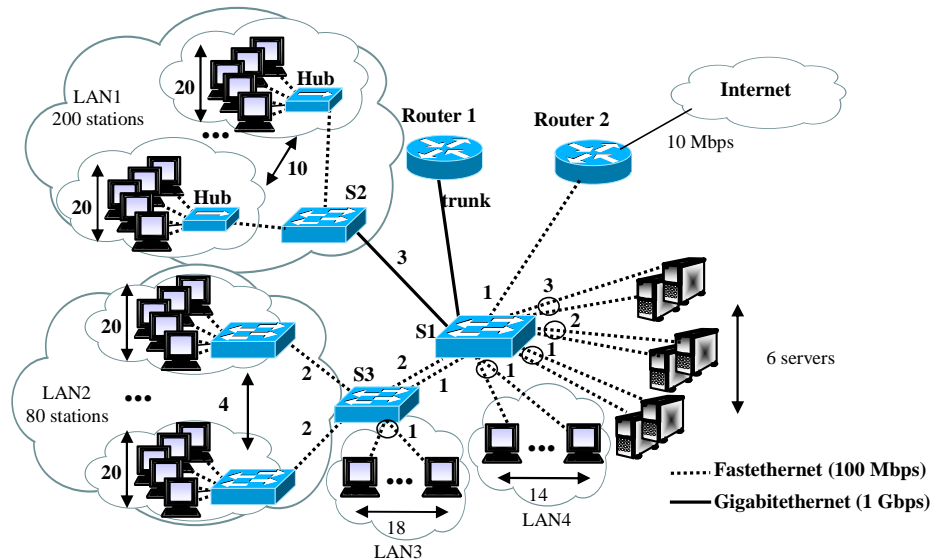 20
Hub
LAN1
200 stations
10
20
Hub
S2
Router 1
Router 2
Internet
10 Mbps
trunk
3
1
3
2
1
S1
1
6 servers
20
LAN2
80 stations
2
4
2
20
S3
2
1
1
18
LAN3
14
LAN4
Fastethernet (100 Mbps)
Gigabitethernet (1 Gbps)